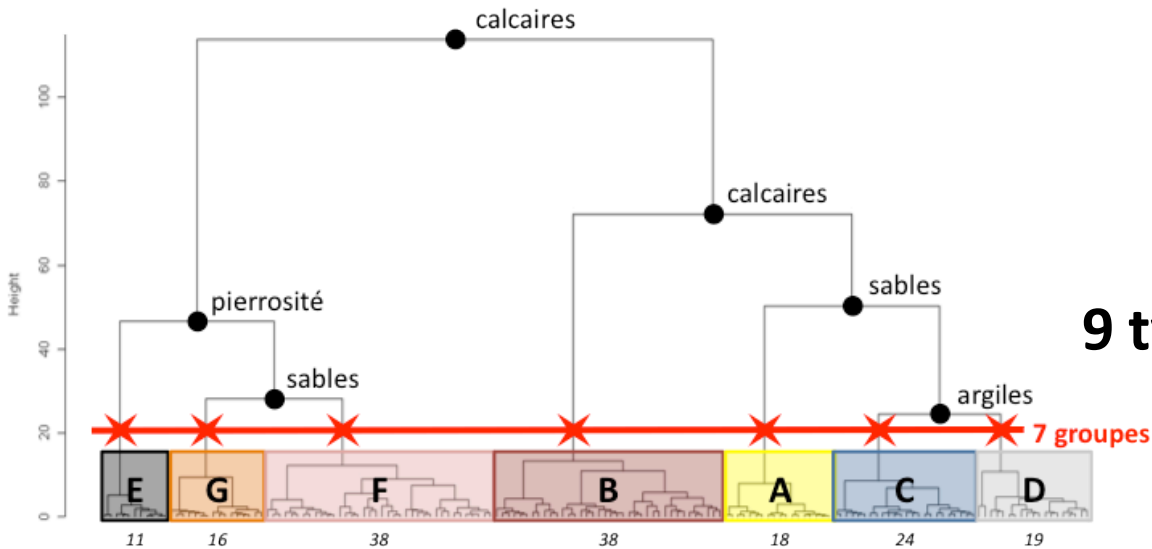 calcaires
100
80
calcaires
60
Height
sables
pierrosité
9
40
sables
argiles
20
7 groupes
E G F B A C D
0
11 16 38 38 18 24 19